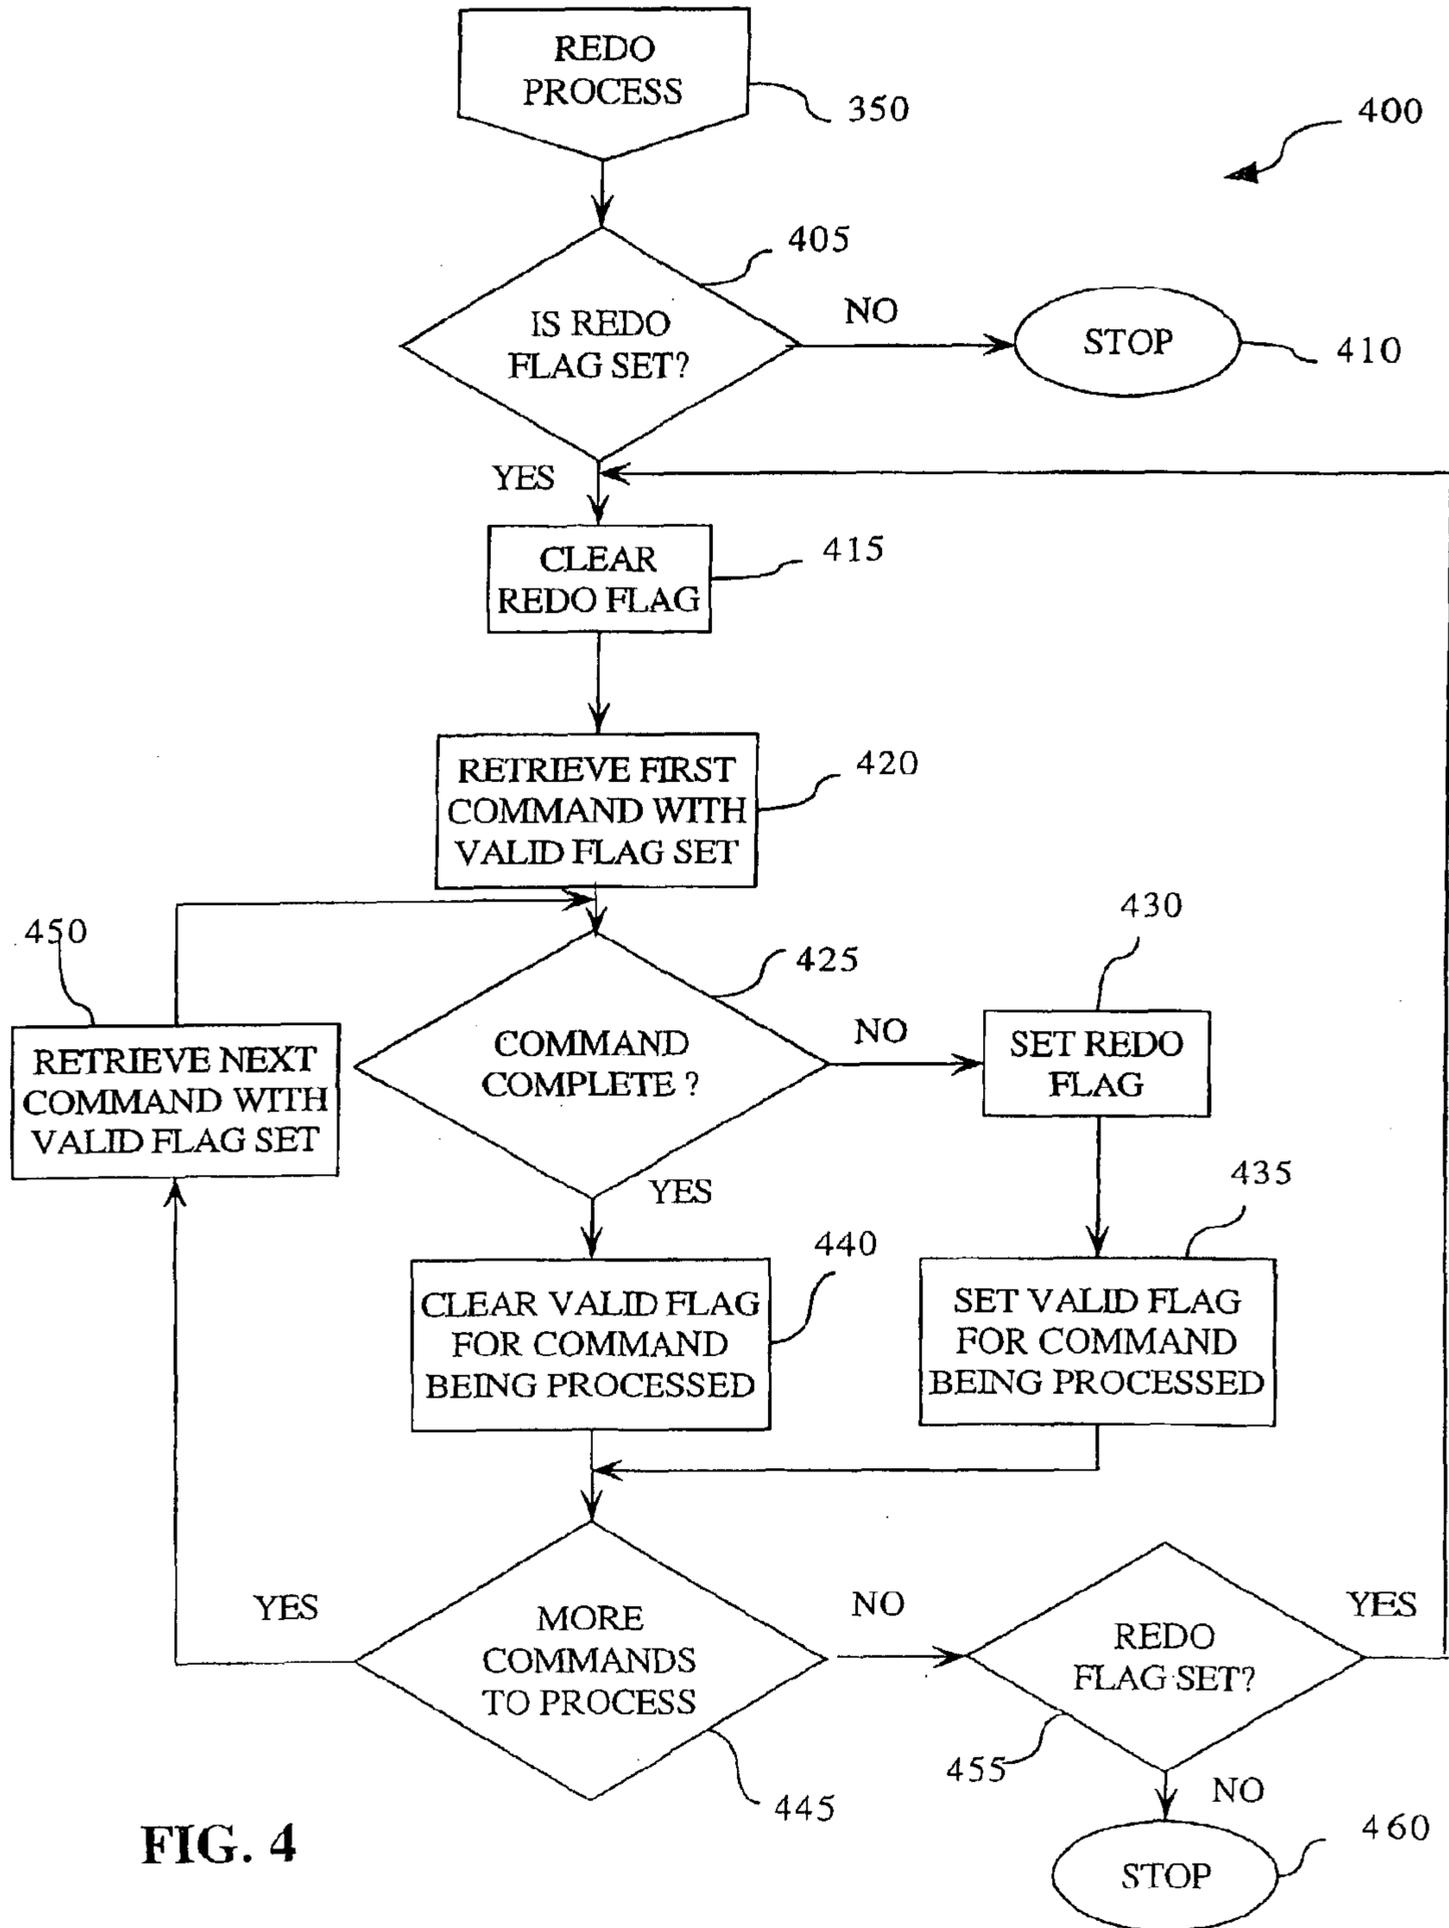 REDO
PROCESS
350
400
405
IS REDO
FLAG SET?
NO
STOP
410
YES
CLEAR
REDO FLAG
415
RETRIEVE FIRST
COMMAND WITH
VALID FLAG SET
420
450
425
430
RETRIEVE NEXT
COMMAND WITH
VALID FLAG SET
COMMAND
COMPLETE ?
NO
SET REDO
FLAG
YES
435
440
CLEAR VALID FLAG
FOR COMMAND
BEING PROCESSED
SET VALID FLAG
FOR COMMAND
BEING PROCESSED
YES
MORE
COMMANDS
TO PROCESS
NO
REDO
FLAG SET?
YES
445
455
NO
FIG. 4
STOP
460